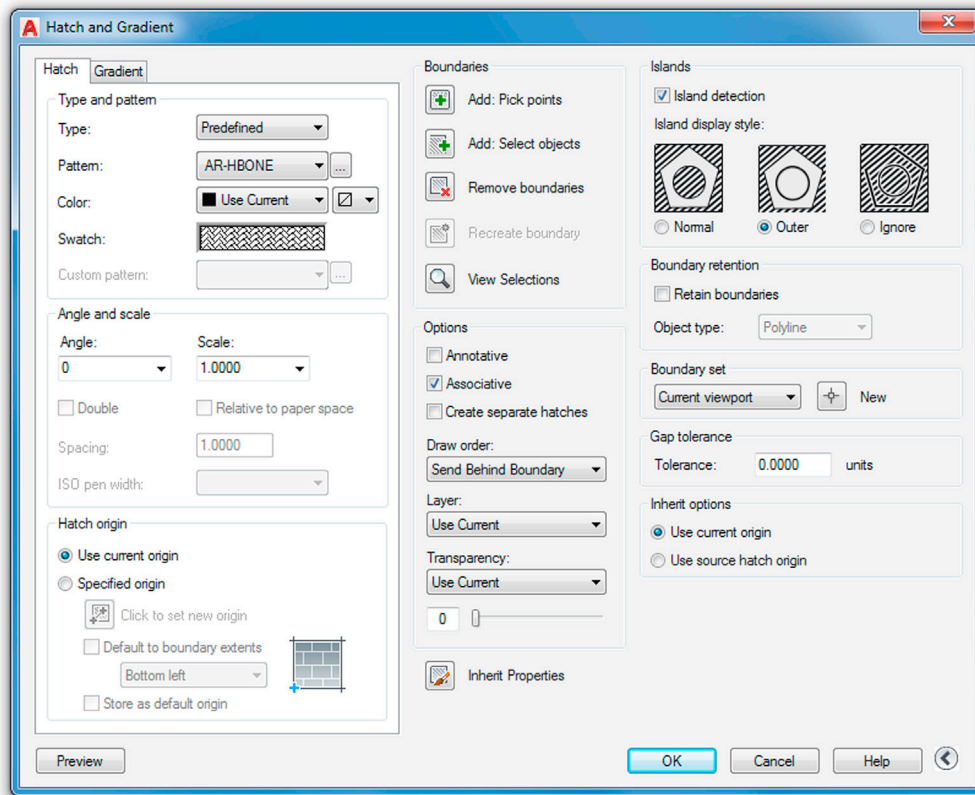 A Hatch and Gradient
Hatch Gradient
Type and pattern
Type: Predefined
Pattern: AR-HBONE ...
Color: Use Current
Swatch:
Custom pattern: ...
Angle and scale
Angle: Scale:
0 1.0000
Double Relative to paper space
Spacing: 1.0000
ISO pen width:
Hatch origin
Use current origin
Specified origin
Click to set new origin
Default to boundary extents
Bottom left
Store as default origin
Preview
Boundaries
Add: Pick points
Add: Select objects
Remove boundaries
Recreate boundary
View Selections
Options
Annotative
Associative
Create separate hatches
Draw order:
Send Behind Boundary
Layer:
Use Current
Transparency:
Use Current
0
Inherit Properties
Islands
Island detection
Island display style:
Normal Outer Ignore
Boundary retention
Retain boundaries
Object type: Polyline
Boundary set
Current viewport New
Gap tolerance
Tolerance: 0.0000 units
Inherit options
Use current origin
Use source hatch origin
OK Cancel Help